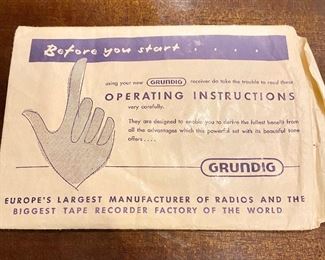 Before you start . . . . .
using your new GRUNDIG receiver do take the trouble to read these
OPERATING INSTRUCTIONS
very carefully.
They are designed to enable you to derive the fullest benefit from
all the advantages which this powerful set with its beautiful tone
offers . . . .
GRUNDIG
EUROPE'S LARGEST MANUFACTURER OF RADIOS AND THE
BIGGEST TAPE RECORDER FACTORY OF THE WORLD